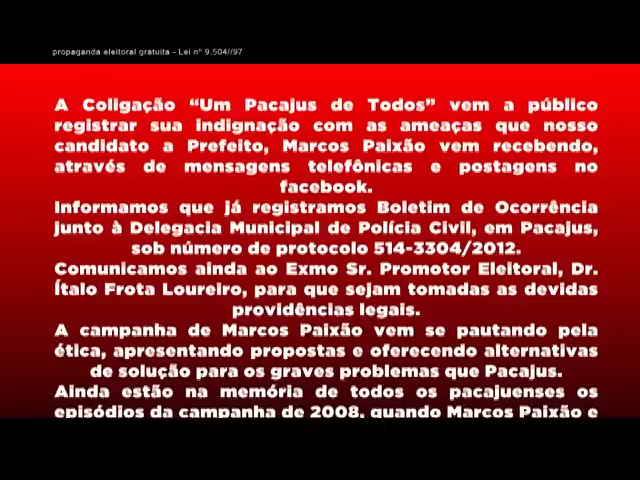 propaganda eleitoral gratuita - Lei nº 9.504//97
A Coligação “Um Pacajus de Todos” vem a público
registrar sua indignação com as ameaças que nosso
candidato a Prefeito, Marcos Paixão vem recebendo,
através de mensagens telefônicas e postagens no
facebook.
Informamos que já registramos Boletim de Ocorrência
junto à Delegacia Municipal de Polícia Civil, em Pacajus,
sob número de protocolo 514-3304/2012.
Comunicamos ainda ao Exmo Sr. Promotor Eleitoral, Dr.
Ítalo Frota Loureiro, para que sejam tomadas as devidas
providências legais.
A campanha de Marcos Paixão vem se pautando pela
ética, apresentando propostas e oferecendo alternativas
de solução para os graves problemas que Pacajus.
Ainda estão na memória de todos os pacajuenses os
episódios da campanha de 2008, quando Marcos Paixão e